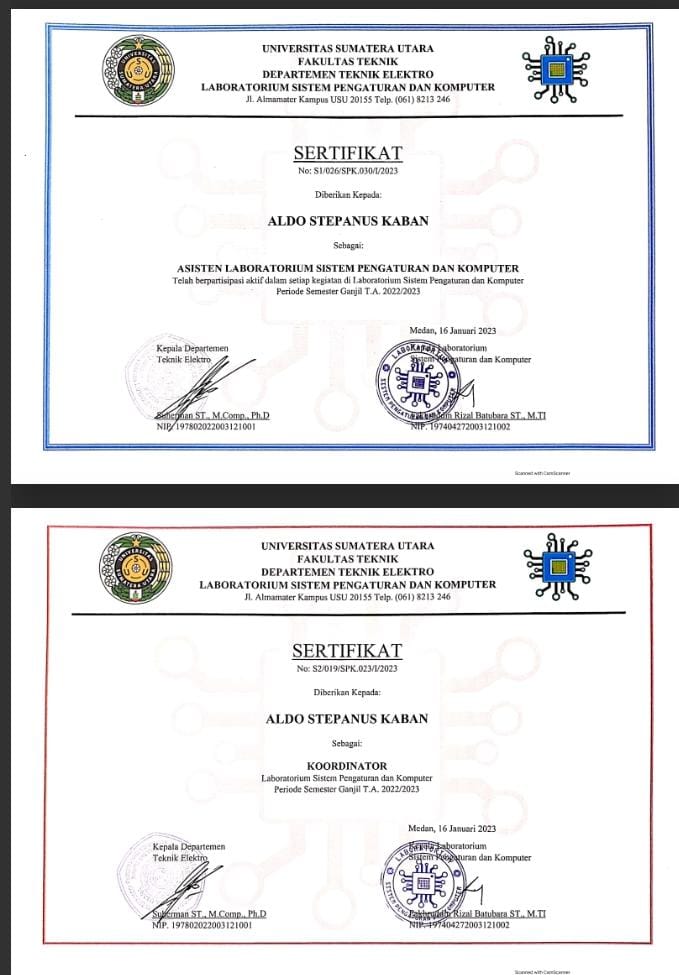 UNIVERSITAS SUMATERA UTARA
FAKULTAS TEKNIK
DEPARTEMEN TEKNIK ELEKTRO
LABORATORIUM SISTEM PENGATURAN DAN KOMPUTER
Jl. Almamater Kampus USU 20155 Telp. (061) 8213 246
SERTIFIKAT
No: S1/026/SPK.030/I/2023
Diberikan Kepada:
ALDO STEPANUS KABAN
Sebagai:
ASISTEN LABORATORIUM SISTEM PENGATURAN DAN KOMPUTER
Telah berpartisipasi aktif dalam setiap kegiatan di Laboratorium Sistem Pengaturan dan Komputer
Periode Semester Ganjil T.A. 2022/2023
Medan, 16 Januari 2023
Kepala Departemen
Teknik Elektro
Kepala Laboratorium
Sistem Pengaturan dan Komputer
LABORATORIUM
SISTEM PENGATURAN DAN KOMPUTER
Suherman ST., M.Comp., Ph.D
NIP. 197802022003121001
Rizal Batubara ST., M.TI
NIP. 197404272003121002
Scanned with CamScanner
UNIVERSITAS SUMATERA UTARA
FAKULTAS TEKNIK
DEPARTEMEN TEKNIK ELEKTRO
LABORATORIUM SISTEM PENGATURAN DAN KOMPUTER
Jl. Almamater Kampus USU 20155 Telp. (061) 8213 246
SERTIFIKAT
No: S2/019/SPK.023/I/2023
Diberikan Kepada:
ALDO STEPANUS KABAN
Sebagai:
KOORDINATOR
Laboratorium Sistem Pengaturan dan Komputer
Periode Semester Ganjil T.A. 2022/2023
Medan, 16 Januari 2023
Kepala Departemen
Teknik Elektro
Kepala Laboratorium
Sistem Pengaturan dan Komputer
LABORATORIUM
Suherman ST., M.Comp., Ph.D
NIP. 197802022003121001
Rizal Batubara ST., M.TI
NIP. 197404272003121002
Scanned with CamScanner